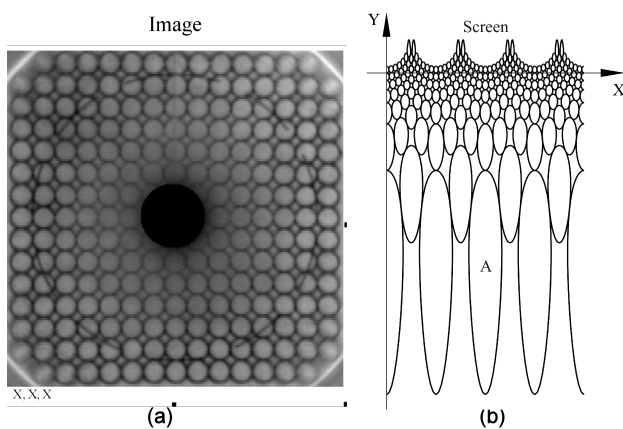 Image
X, X, X
(a)
Y
Screen
X
A
(b)